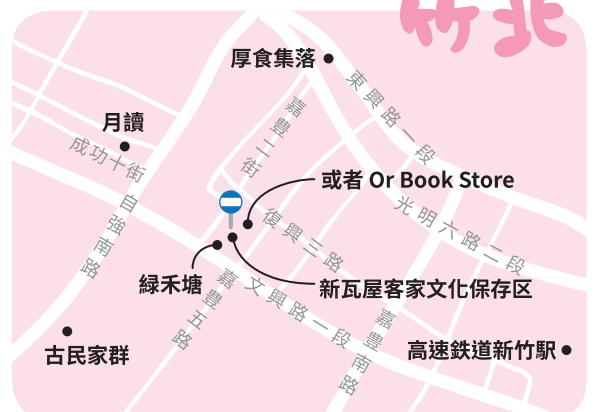 竹北
厚食集落
東興路一段
嘉豐二街
月讀
成功十街
或者 Or Book Store
光明六路二段
自強南路
復興三路
緑禾塘
新瓦屋客家文化保存区
嘉豐五路
文興路一段
嘉豐南路
古民家群
高速鉄道新竹駅